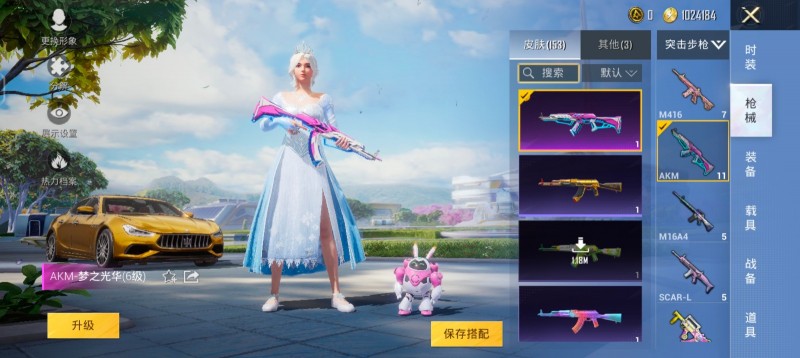 更换形象
分解
展示设置
热力档案
AKM-梦之光华(6级)
升级
保存搭配
0
1024184
皮肤(153)
其他(3)
突击步枪
搜索
默认
1
1
118M
1
1
M416
7
AKM
11
M16A4
5
SCAR-L
5
时装
枪械
装备
载具
战备
道具